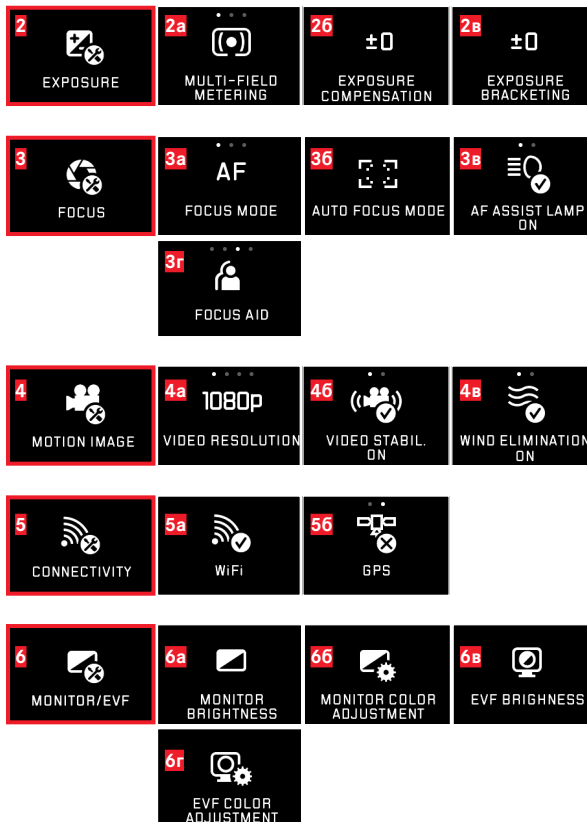 2
EXPOSURE
2а
MULTI-FIELD
METERING
2б
±0
EXPOSURE
COMPENSATION
2в
±0
EXPOSURE
BRACKETING
3
FOCUS
3а
AF
FOCUS MODE
3б
AUTO FOCUS MODE
3в
AF ASSIST LAMP
ON
3г
FOCUS AID
4
MOTION IMAGE
4а
1080p
VIDEO RESOLUTION
4б
VIDEO STABIL.
ON
4в
WIND ELIMINATION
ON
5
CONNECTIVITY
5а
WiFi
5б
GPS
6
MONITOR/EVF
6а
MONITOR
BRIGHTNESS
6б
MONITOR COLOR
ADJUSTMENT
6в
EVF BRIGHNESS
6г
EVF COLOR
ADJUSTMENT